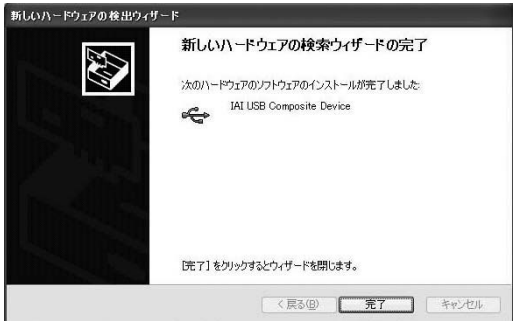 新しいハードウェアの検出ウィザード
新しいハードウェアの検索ウィザードの完了
次のハードウェアのソフトウェアのインストールが完了しました:
IAI USB Composite Device
[完了] をクリックするとウィザードを閉じます。
< 戻る(B)
完了
キャンセル